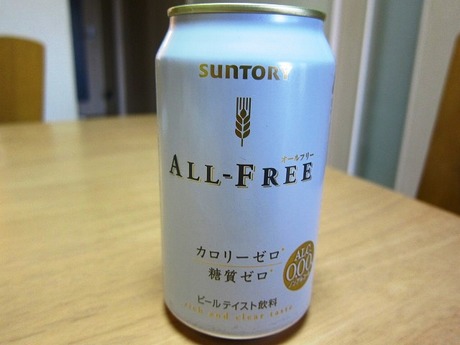 SUNTORY
オールフリー
ALL-FREE
カロリーゼロ*
糖質ゼロ*
ALC.
0.00%
ビールテイスト飲料
rich and clear taste